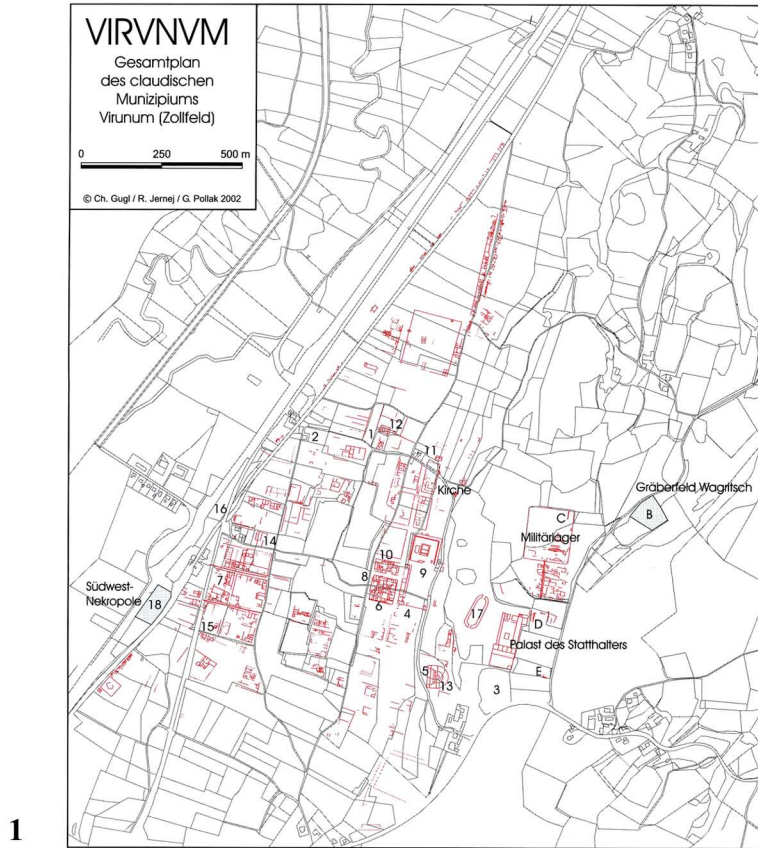 VIRVNVM
Gesamtplan
des claudischen
Munizipiums
Virunum (Zollfeld)
0 250 500 m
© Ch. Gugl / R. Jernej / G. Pollak 2002
12
2
1
11
Kirche
Gräberfeld Wagritsch
C
B
16
Militärlager
14
10
9
Südwest-
Nekropole
18
7
8
6
4
17
D
15
Palast des Statthalters
5
E
13
3
1